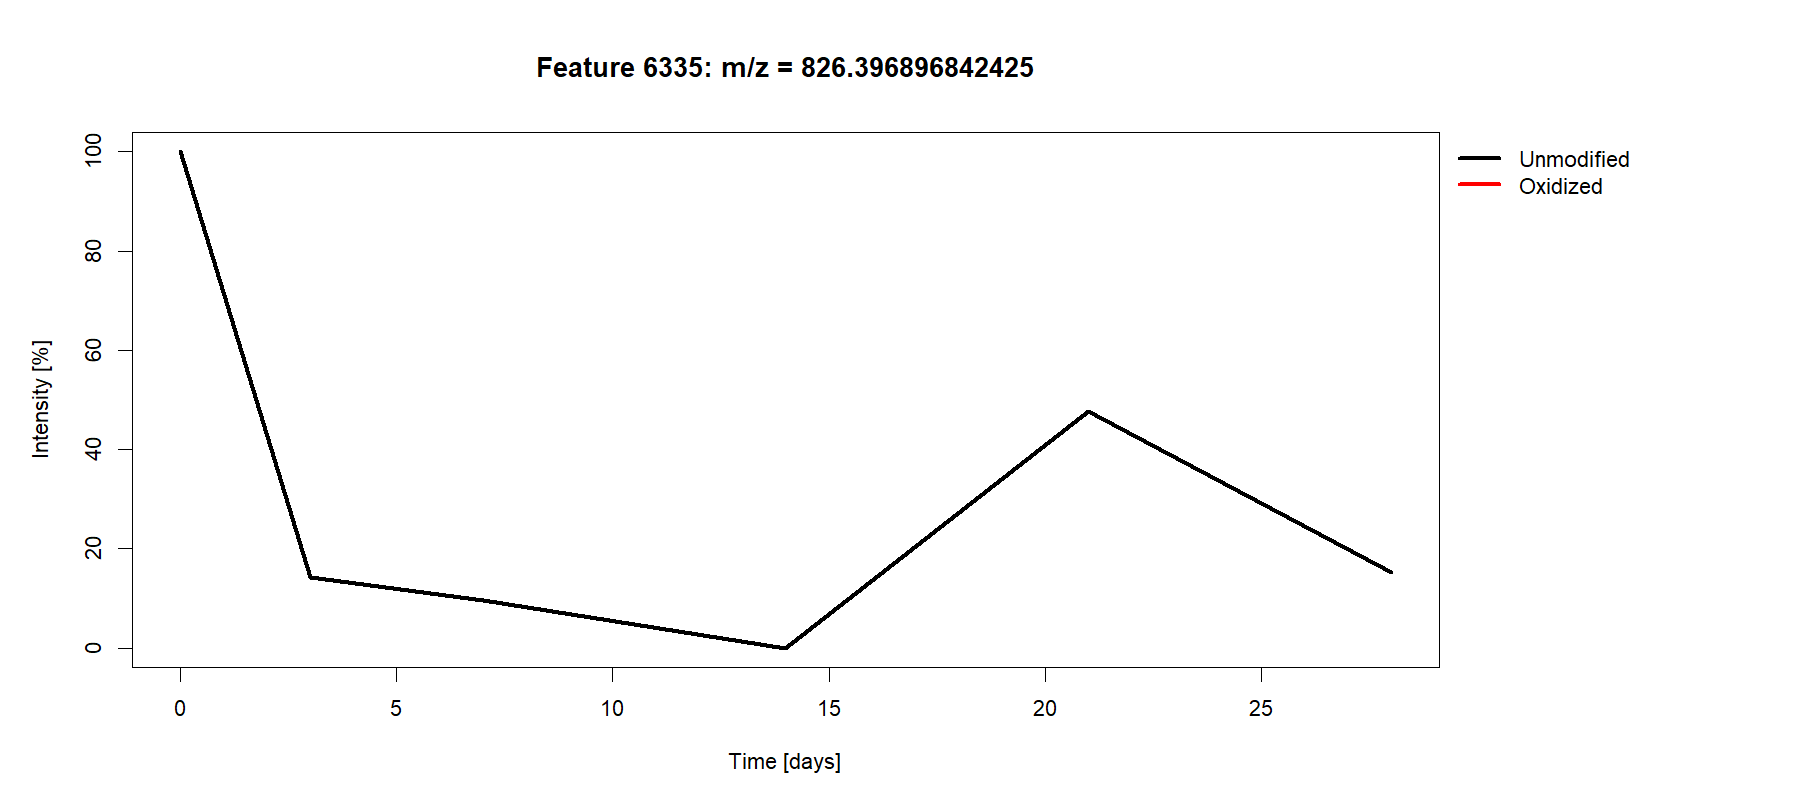 Feature 6335: m/z = 826.396896842425
Unmodified
Oxidized
Intensity [%]
100
80
60
40
20
0
0 5 10 15 20 25
Time [days]